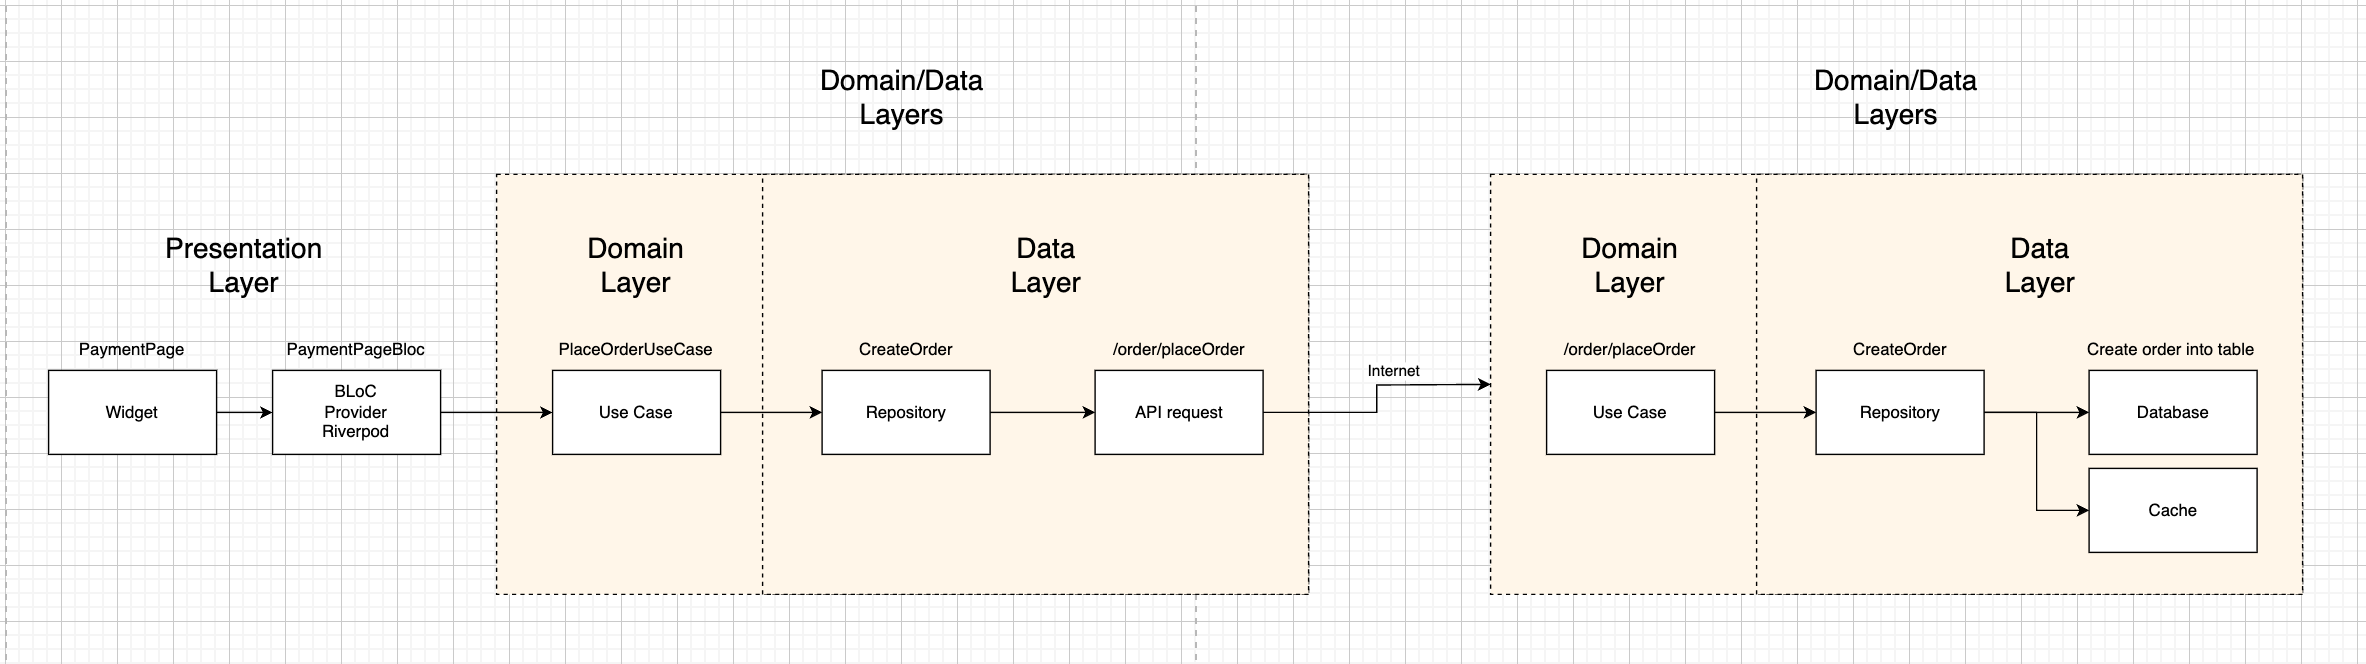 Domain/Data
Layers
Domain/Data
Layers
Presentation
Layer
Domain
Layer
Data
Layer
Domain
Layer
Data
Layer
PaymentPage
PaymentPageBloc
PlaceOrderUseCase
CreateOrder
/order/placeOrder
/order/placeOrder
CreateOrder
Create order into table
Internet
Widget
BLoC
Provider
Riverpod
Use Case
Repository
API request
Use Case
Repository
Database
Cache